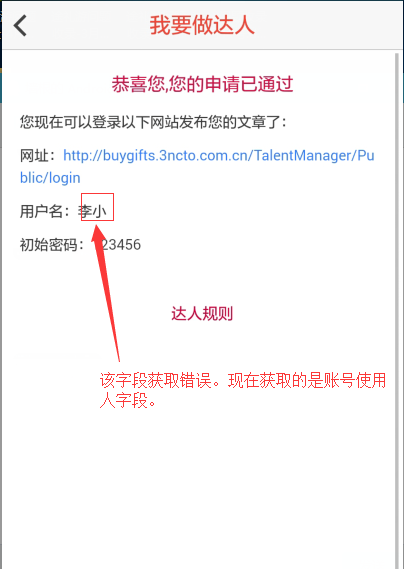 我要做达人
恭喜您,您的申请已通过
您现在可以登录以下网站发布您的文章了：
网址：http://buygifts.3ncto.com.cn/TalentManager/Pu
blic/login
用户名：李小
初始密码：23456
达人规则
该字段获取错误。现在获取的是账号使用
人字段。